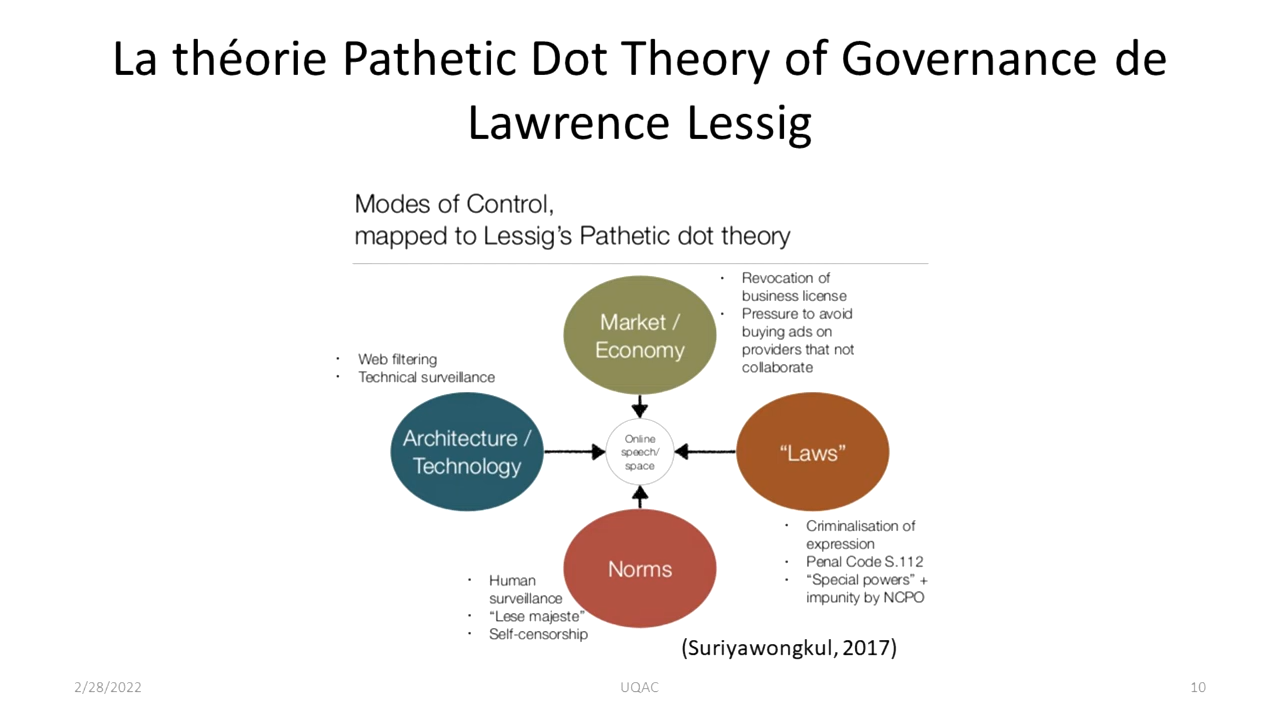 La théorie Pathetic Dot Theory of Governance de
Lawrence Lessig
Modes of Control,
mapped to Lessig's Pathetic dot theory
· Revocation of
business license
· Pressure to avoid
buying ads on
providers that not
collaborate
Market /
Economy
· Web filtering
· Technical surveillance
Architecture /
Technology
Online
speech/
space
“Laws”
· Criminalisation of
expression
· Penal Code S.112
· “Special powers” +
impunity by NCPO
Norms
· Human
surveillance
· “Lese majeste”
· Self-censorship
(Suriyawongkul, 2017)
2/28/2022
UQAC
10